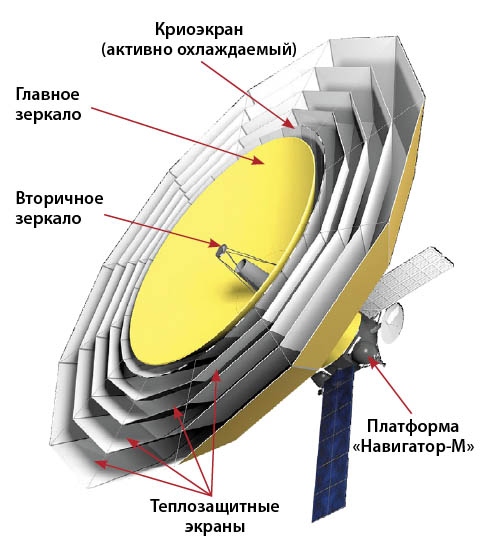 Криоэкран
(активно охлаждаемый)
Главное
зеркало
Вторичное
зеркало
Платформа
«Навигатор-М»
Теплозащитные
экраны